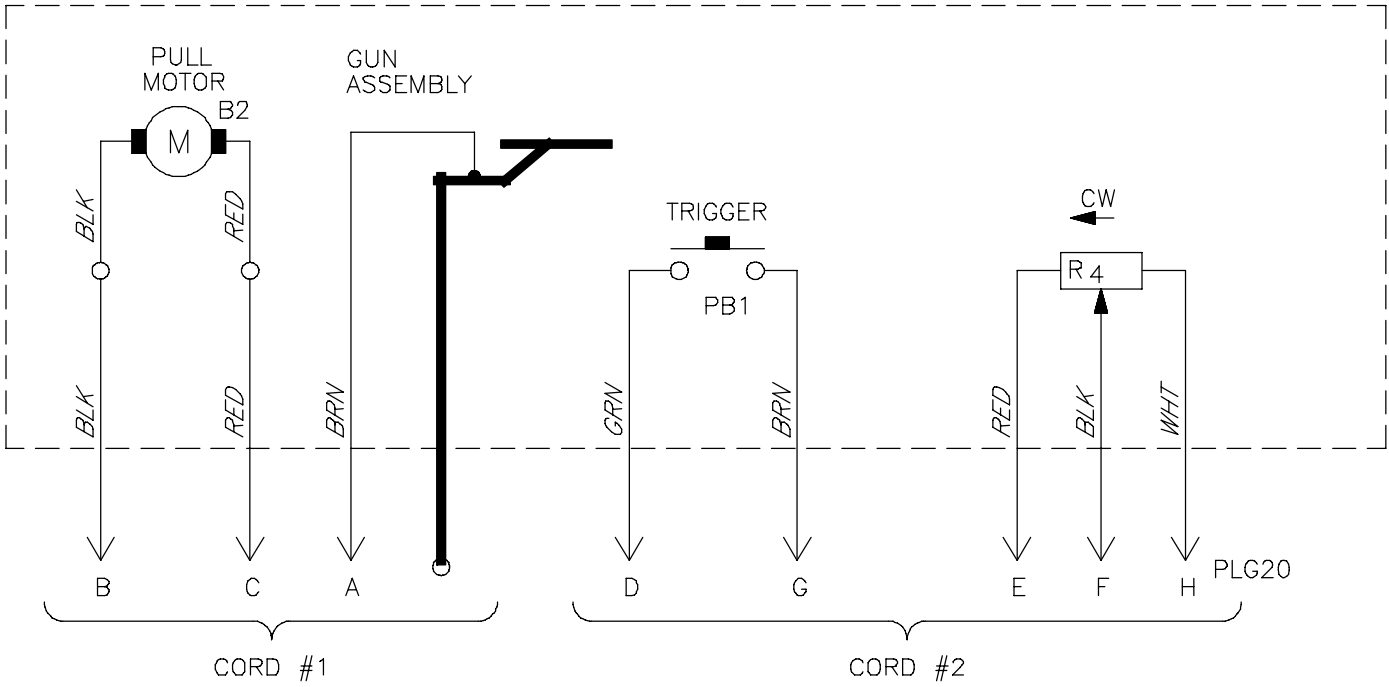 PULL
MOTOR
B2
M
GUN
ASSEMBLY
BLK
RED
TRIGGER
PB1
CW
R4
BLK
RED
BRN
GRN
BRN
RED
BLK
WHT
B
C
A
D
G
E
F
H
PLG20
CORD #1
CORD #2